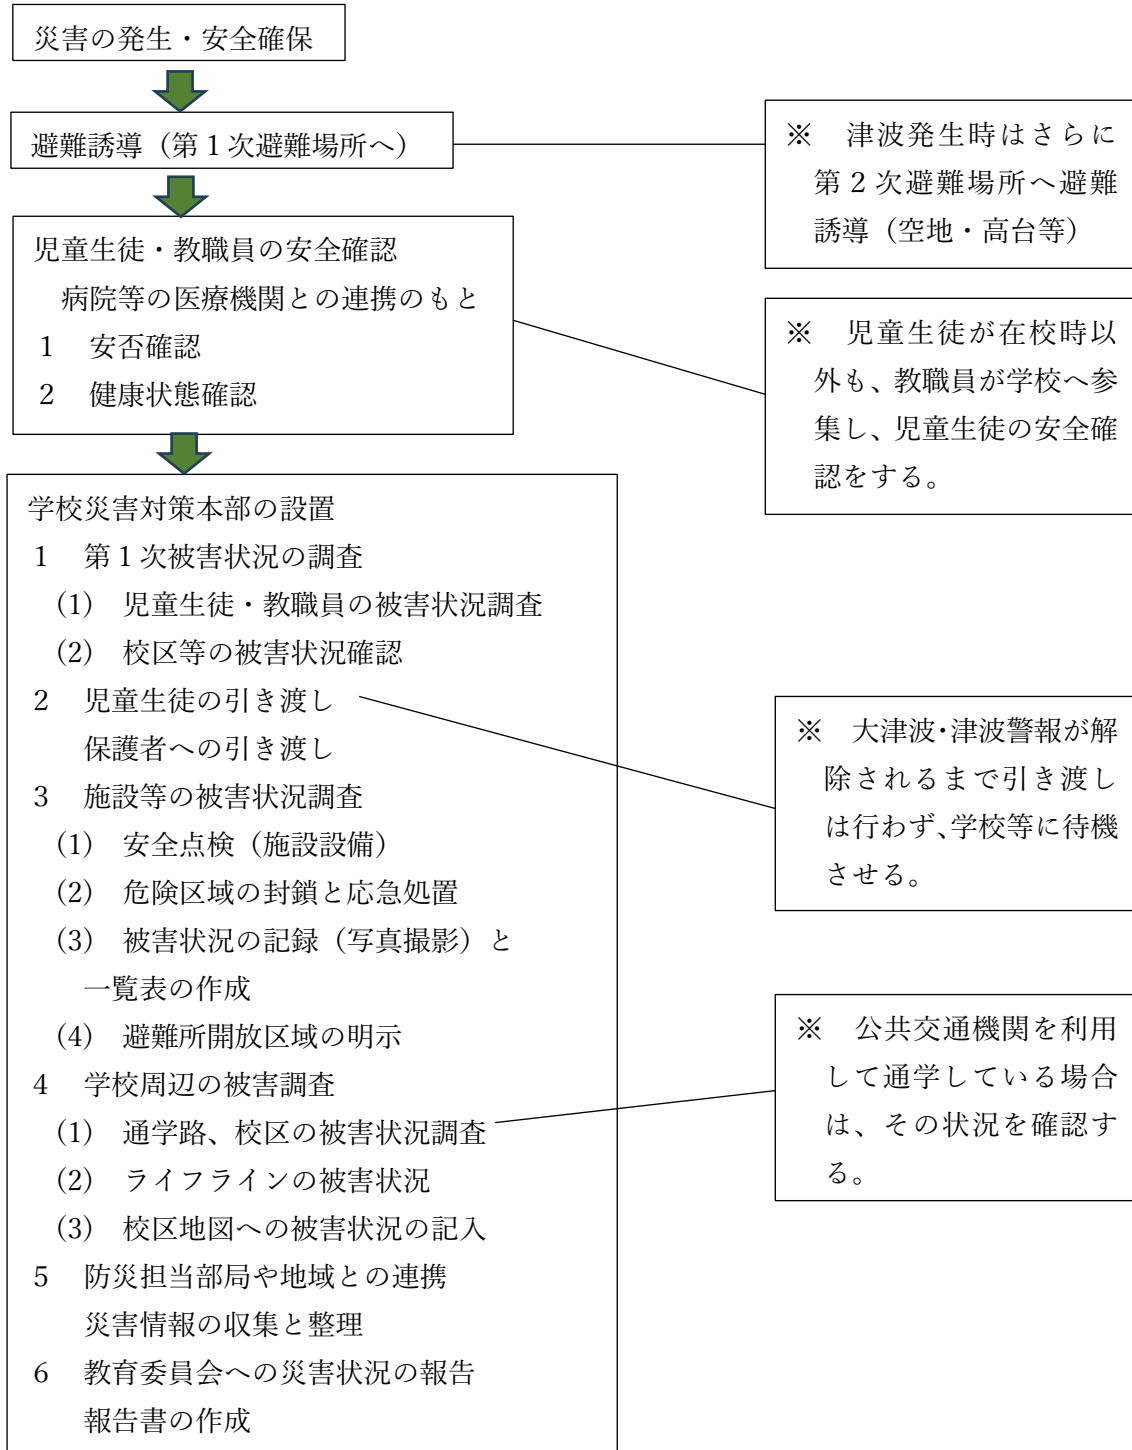 災害の発生・安全確保
避難誘導（第１次避難場所へ）
※　津波発生時はさらに
第２次避難場所へ避難
誘導（空地・高台等）
児童生徒・教職員の安全確認
病院等の医療機関との連携のもと
1　安否確認
2　健康状態確認
※　児童生徒が在校時以
外も、教職員が学校へ参
集し、児童生徒の安全確
認をする。
学校災害対策本部の設置
1　第１次被害状況の調査
(1)　児童生徒・教職員の被害状況調査
(2)　校区等の被害状況確認
2　児童生徒の引き渡し
保護者への引き渡し
※　大津波･津波警報が解
除されるまで引き渡し
は行わず、学校等に待機
させる。
3　施設等の被害状況調査
(1)　安全点検（施設設備）
(2)　危険区域の封鎖と応急処置
(3)　被害状況の記録（写真撮影）と
一覧表の作成
(4)　避難所開放区域の明示
4　学校周辺の被害調査
(1)　通学路、校区の被害状況調査
※　公共交通機関を利用
して通学している場合
は、その状況を確認す
る。
(2)　ライフラインの被害状況
(3)　校区地図への被害状況の記入
5　防災担当部局や地域との連携
災害情報の収集と整理
6　教育委員会への災害状況の報告
報告書の作成